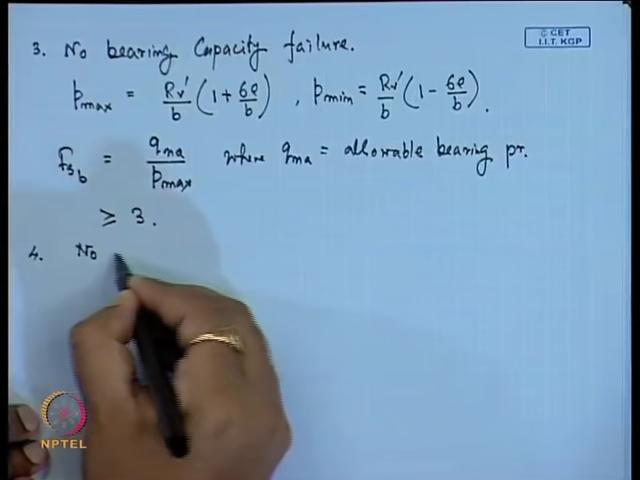 © CET
I.I.T. KGP
3. No bearing Capacity failure.
pmax = Rv'/b (1 + 6e/b) , pmin = Rv'/b (1 - 6e/b) .
fsb = qma/pmax where qma = allowable bearing pr.
≥ 3 .
4. No
NPTEL